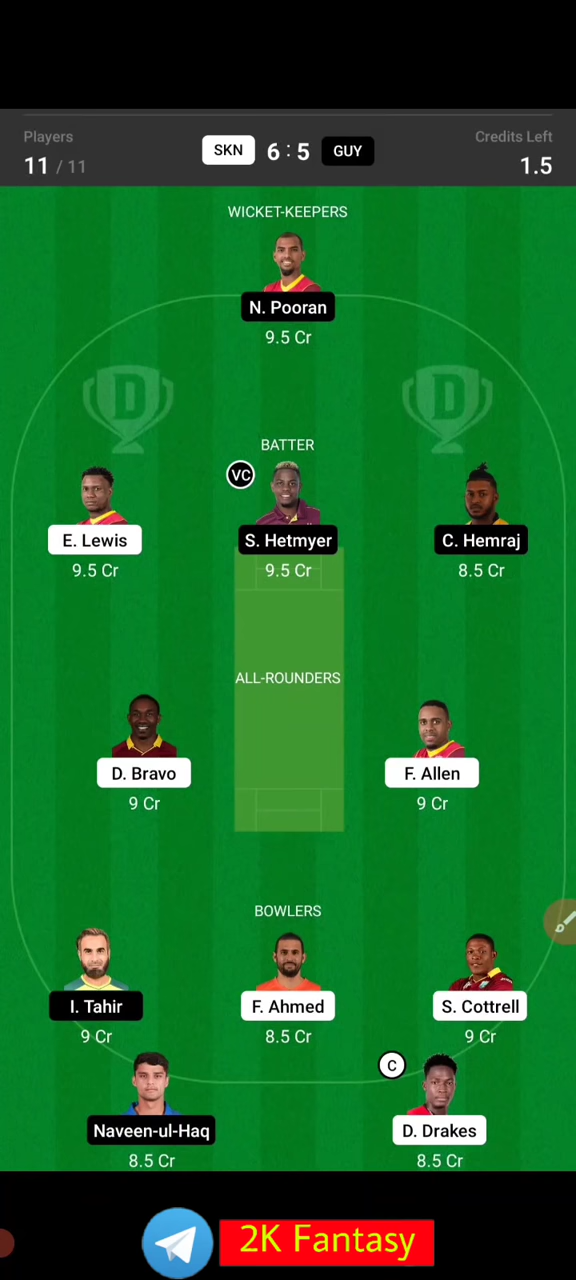 Players
Credits Left
11 / 11
SKN 6 : 5 GUY
1.5
WICKET-KEEPERS
N. Pooran
9.5 Cr
D
D
BATTER
VC
E. Lewis
S. Hetmyer
C. Hemraj
9.5 Cr
9.5 Cr
8.5 Cr
ALL-ROUNDERS
D. Bravo
F. Allen
9 Cr
9 Cr
BOWLERS
D
I. Tahir
F. Ahmed
S. Cottrell
9 Cr
8.5 Cr
9 Cr
C
Naveen-ul-Haq
D. Drakes
8.5 Cr
8.5 Cr
2K Fantasy